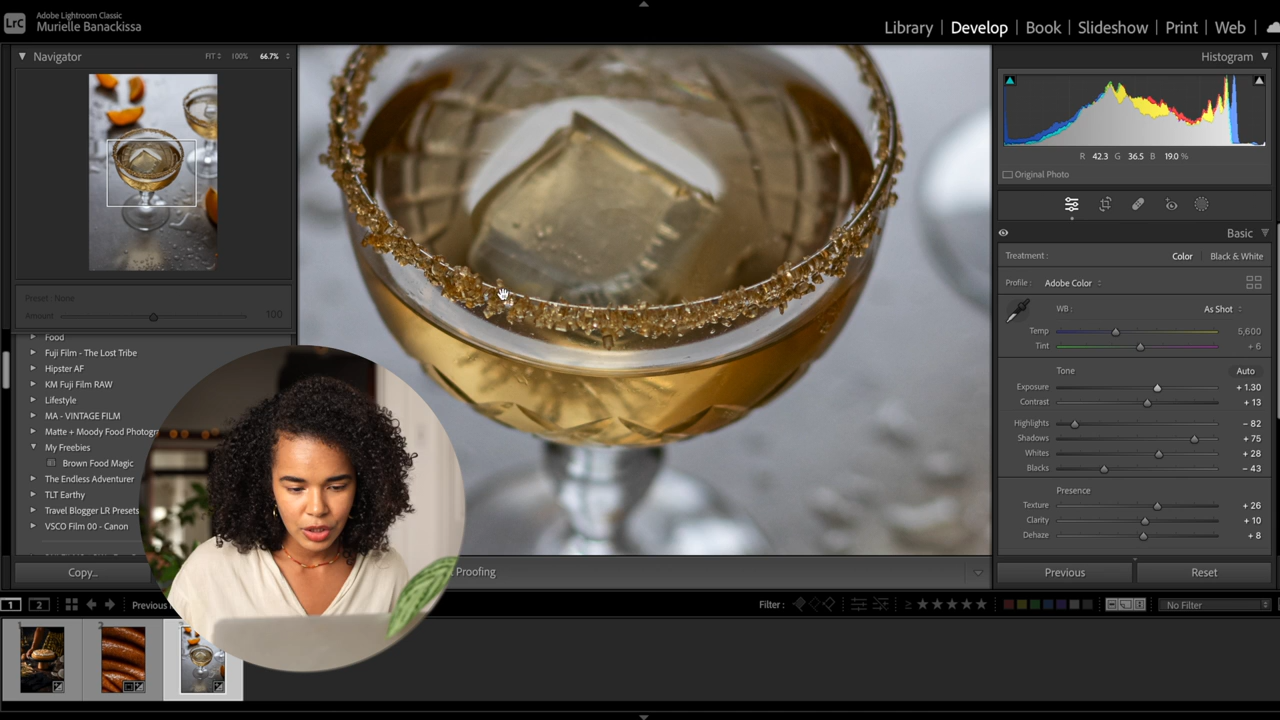 LrC
Adobe Lightroom Classic
Murielle Banackissa
Library | Develop | Book | Slideshow | Print | Web
Navigator
FIT 100% 66.7%
Preset: None
Amount 100
Food
Fuji Film - The Lost Tribe
Hipster AF
KM Fuji Film RAW
Lifestyle
MA - VINTAGE FILM
Matte + Moody Food Photogra
My Freebies
Brown Food Magic
The Endless Adventurer
TLT Earthy
Travel Blogger LR Presets
VSCO Film 00 - Canon
Copy...
Proofing
Histogram
R 42.3 G 36.5 B 19.0 %
Original Photo
Basic
Treatment : Color Black & White
Profile : Adobe Color
WB : As Shot
Temp 5,600
Tint + 6
Tone Auto
Exposure + 1.30
Contrast + 13
Highlights − 82
Shadows + 75
Whites + 28
Blacks − 43
Presence
Texture + 26
Clarity + 10
Dehaze + 8
Previous Reset
1 2 Previous
Filter : ≥ ★★★★★ No Filter